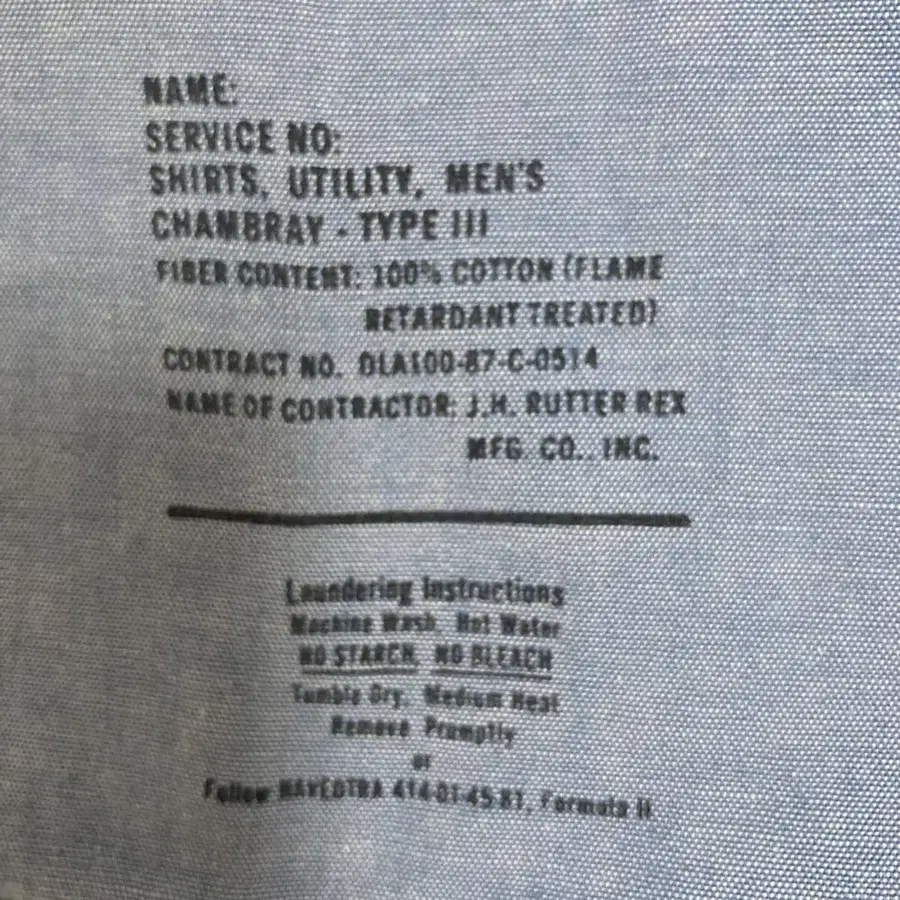 NAME:
SERVICE NO:
SHIRTS, UTILITY, MEN'S
CHAMBRAY - TYPE III
FIBER CONTENT: 100% COTTON (FLAME
RETARDANT TREATED)
CONTRACT NO. DLA100-87-C-0514
NAME OF CONTRACTOR: J.H. RUTTER REX
MFG. CO., INC.
Laundering Instructions
Machine Wash, Hot Water
NO STARCH, NO BLEACH
Tumble Dry, Medium Heat
Remove Promptly
or
Follow NAVEDTRA 414-01-45-81, Formula II